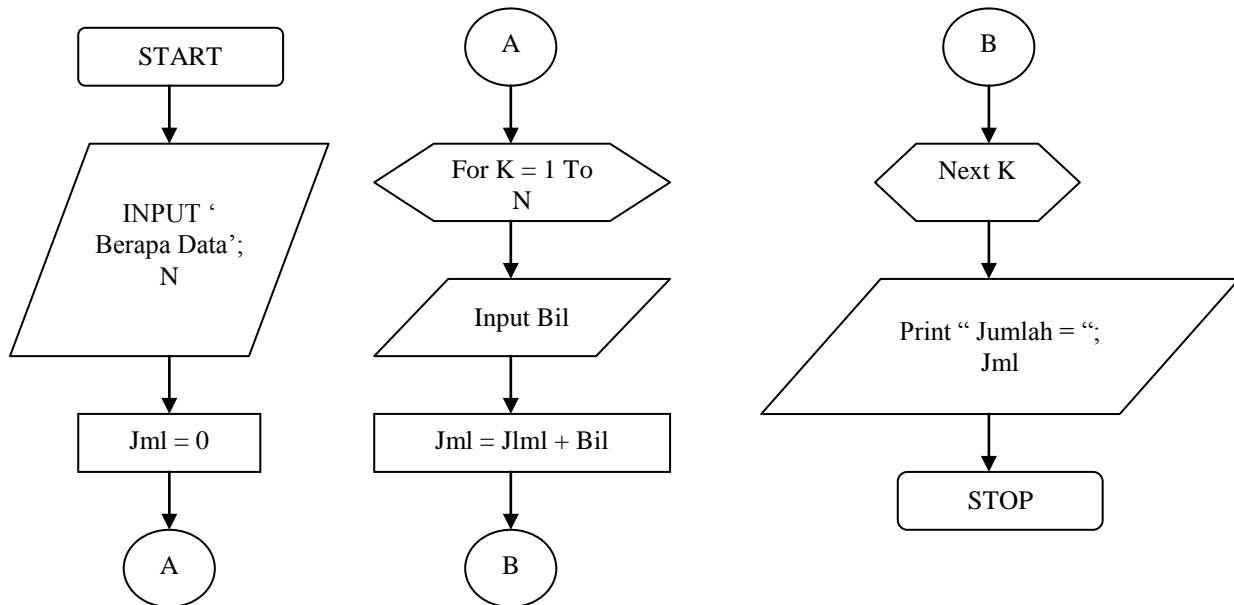 START
INPUT ‘
Berapa Data’;
N
Jml = 0
A
A
For K = 1 To
N
Input Bil
Jml = Jlml + Bil
B
B
Next K
Print “ Jumlah = “;
Jml
STOP